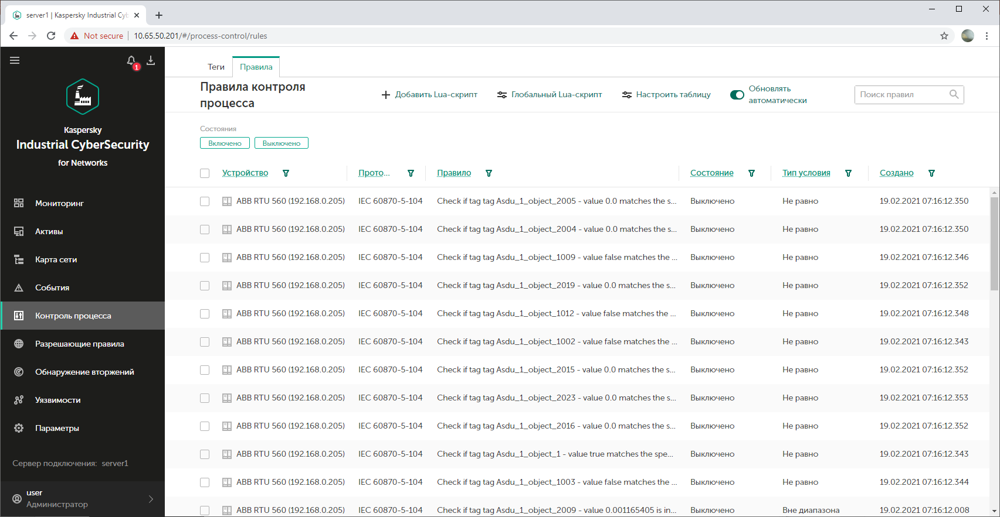 server1 | Kaspersky Industrial Cyb
Not secure
10.65.50.201/#/process-control/rules
1
Kaspersky
Industrial CyberSecurity
for Networks
Мониторинг
Активы
Карта сети
События
Контроль процесса
Разрешающие правила
Обнаружение вторжений
Уязвимости
Параметры
Сервер подключения: server1
user
Администратор
Теги
Правила
Правила контроля
процесса
Добавить Lua-скрипт
Глобальный Lua-скрипт
Настроить таблицу
Обновлять
автоматически
Поиск правил
Состояния
Включено
Выключено
Устройство Прото... Правило Состояние Тип условия Создано
ABB RTU 560 (192.168.0.205) IEC 60870-5-104 Check if tag tag Asdu_1_object_2005 - value 0.0 matches the s... Выключено Не равно 19.02.2021 07:16:12.350
ABB RTU 560 (192.168.0.205) IEC 60870-5-104 Check if tag tag Asdu_1_object_2004 - value 0.0 matches the s... Выключено Не равно 19.02.2021 07:16:12.350
ABB RTU 560 (192.168.0.205) IEC 60870-5-104 Check if tag tag Asdu_1_object_1009 - value false matches the ... Выключено Не равно 19.02.2021 07:16:12.346
ABB RTU 560 (192.168.0.205) IEC 60870-5-104 Check if tag tag Asdu_1_object_2019 - value 0.0 matches the s... Выключено Не равно 19.02.2021 07:16:12.352
ABB RTU 560 (192.168.0.205) IEC 60870-5-104 Check if tag tag Asdu_1_object_1012 - value false matches the ... Выключено Не равно 19.02.2021 07:16:12.348
ABB RTU 560 (192.168.0.205) IEC 60870-5-104 Check if tag tag Asdu_1_object_1002 - value false matches the ... Выключено Не равно 19.02.2021 07:16:12.343
ABB RTU 560 (192.168.0.205) IEC 60870-5-104 Check if tag tag Asdu_1_object_2015 - value 0.0 matches the s... Выключено Не равно 19.02.2021 07:16:12.352
ABB RTU 560 (192.168.0.205) IEC 60870-5-104 Check if tag tag Asdu_1_object_2023 - value 0.0 matches the s... Выключено Не равно 19.02.2021 07:16:12.353
ABB RTU 560 (192.168.0.205) IEC 60870-5-104 Check if tag tag Asdu_1_object_2016 - value 0.0 matches the s... Выключено Не равно 19.02.2021 07:16:12.352
ABB RTU 560 (192.168.0.205) IEC 60870-5-104 Check if tag tag Asdu_1_object_1 - value true matches the spe... Выключено Не равно 19.02.2021 07:16:12.343
ABB RTU 560 (192.168.0.205) IEC 60870-5-104 Check if tag tag Asdu_1_object_1003 - value false matches the ... Выключено Не равно 19.02.2021 07:16:12.344
ABB RTU 560 (192.168.0.205) IEC 60870-5-104 Check if tag tag Asdu_1_object_2009 - value 0.001165405 is in... Выключено Вне диапазона 19.02.2021 07:16:12.008